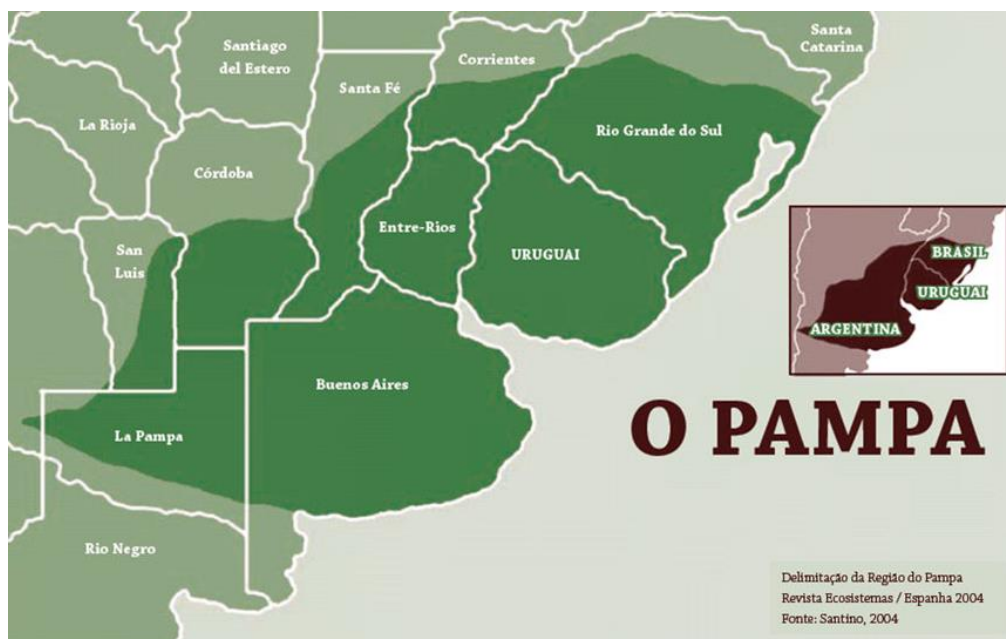 Santa
Catarina
Santiago
del Estero
Corrientes
Santa Fé
La Rioja
Rio Grande do Sul
Córdoba
Entre-Rios
URUGUAI
San
Luis
BRASIL
URUGUAI
ARGENTINA
Buenos Aires
La Pampa
O PAMPA
Rio Negro
Delimitação da Região do Pampa
Revista Ecosistemas / Espanha 2004
Fonte: Santino, 2004